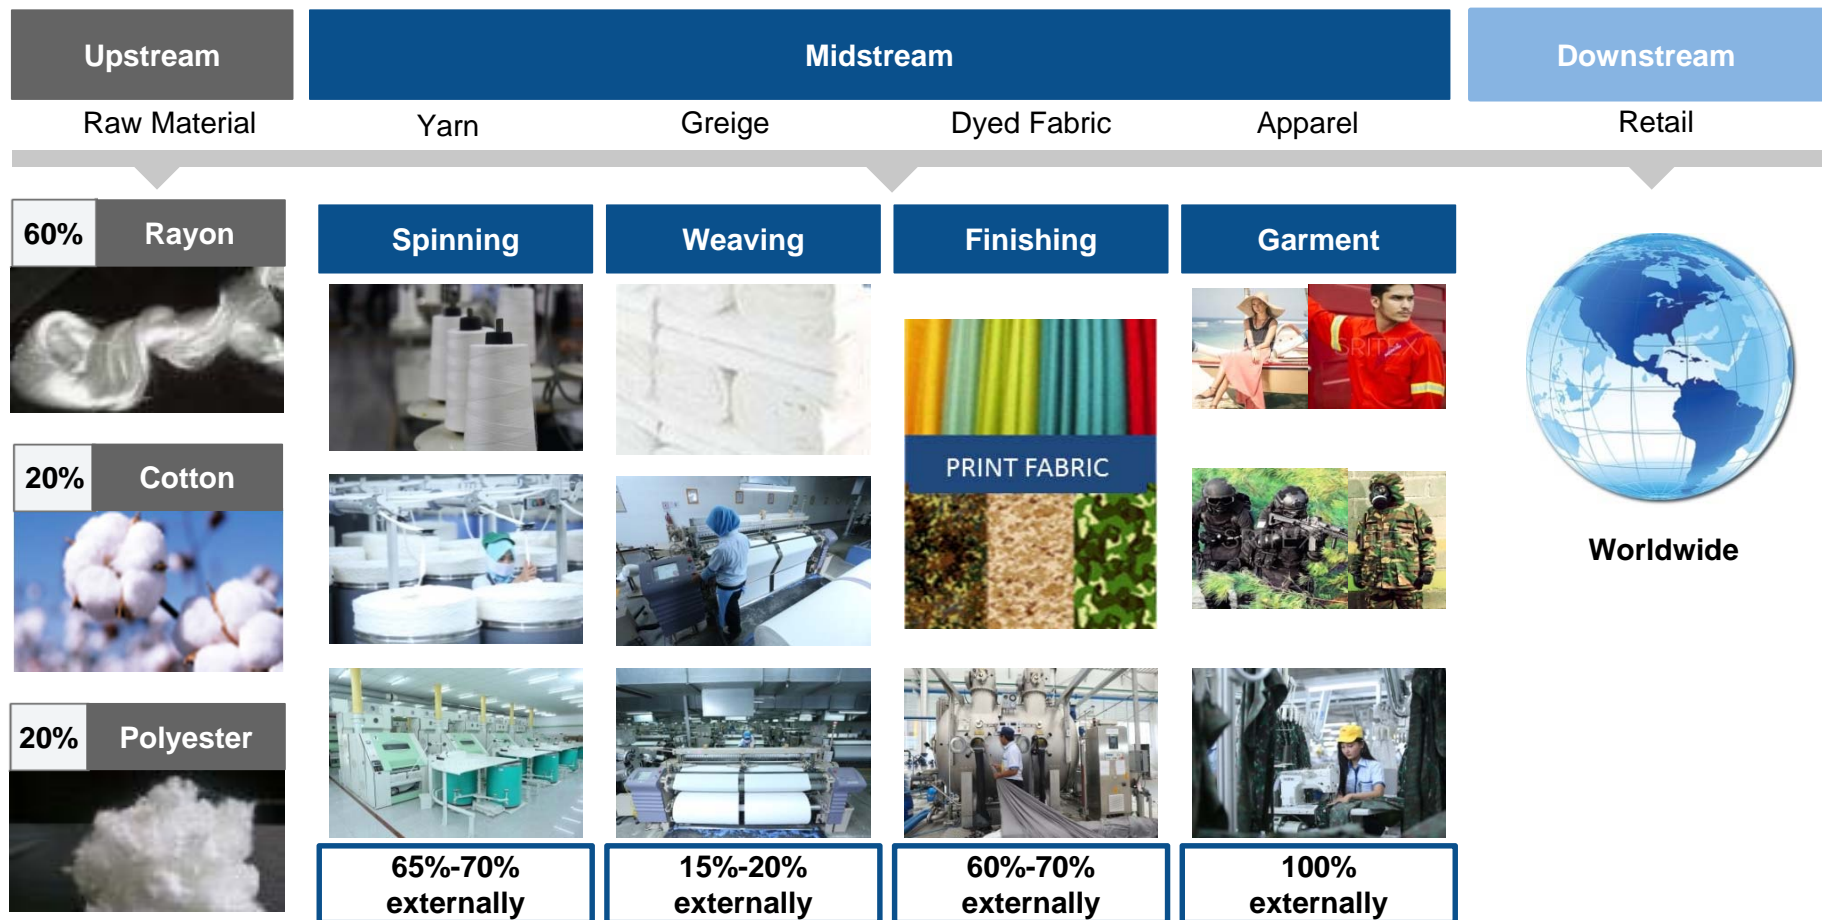 Upstream
Midstream
Downstream
Raw Material
Yarn
Greige
Dyed Fabric
Apparel
Retail
60%
Rayon
20%
Cotton
20%
Polyester
Spinning
Weaving
Finishing
Garment
PRINT FABRIC
SRITEX
Worldwide
65%-70%
externally
15%-20%
externally
60%-70%
externally
100%
externally